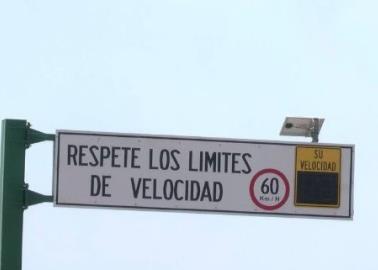 RESPETE LOS LIMITES
DE VELOCIDAD
60
Km/H
SU
VELOCIDAD